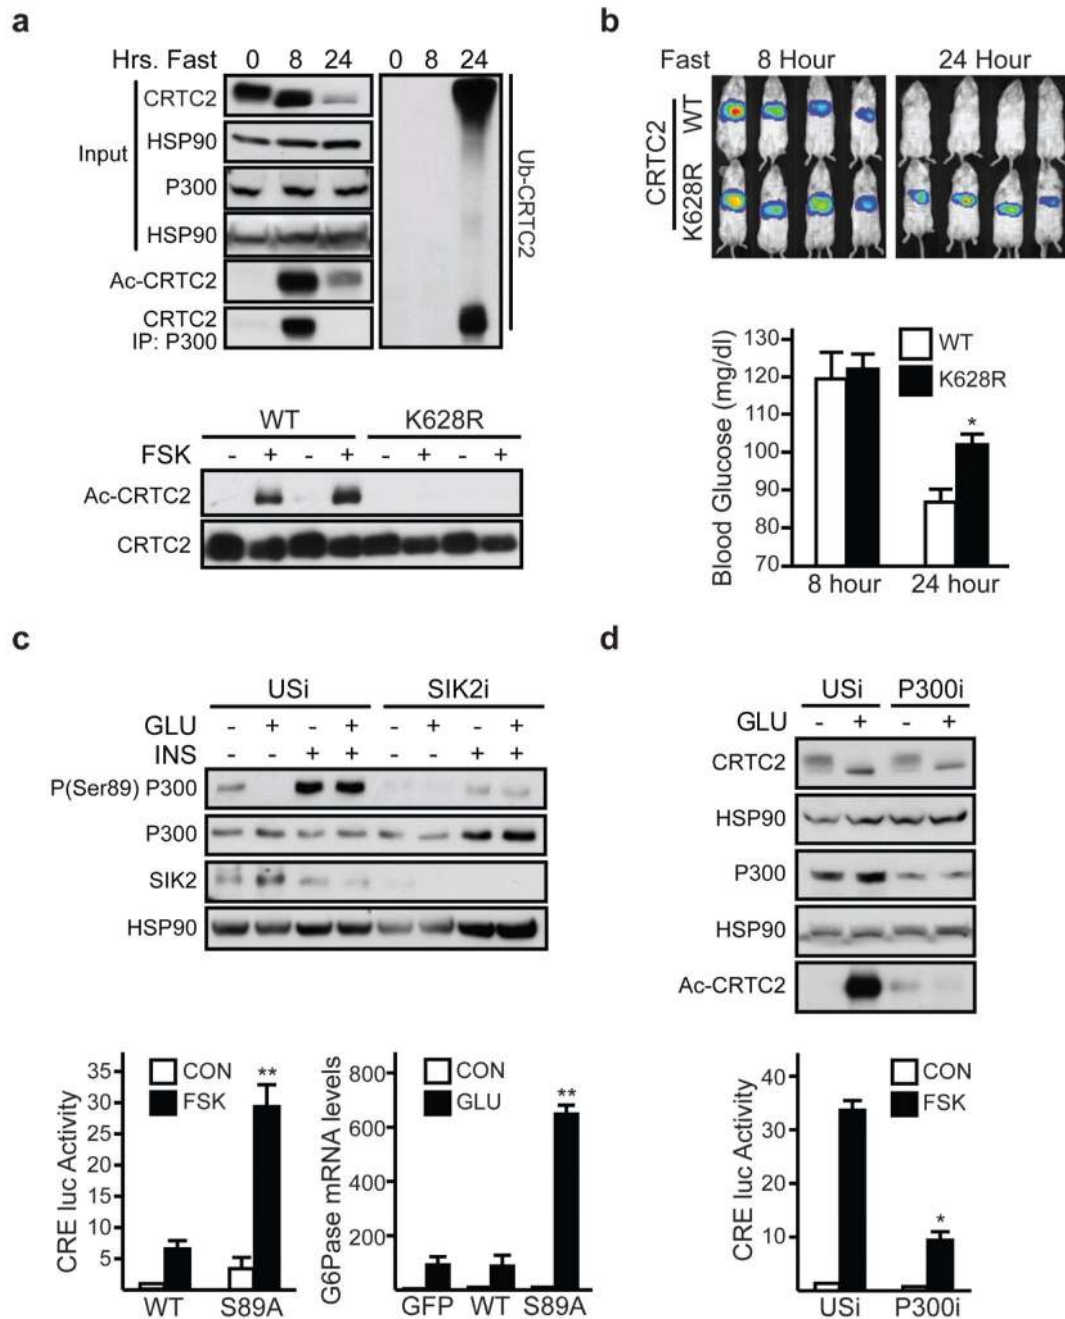 a
Hrs. Fast 0 8 24 0 8 24
Input
CRTC2
HSP90
P300
HSP90
Ac-CRTC2
CRTC2
IP: P300
Ub-CRTC2
WT K628R
FSK - + - + - + - +
Ac-CRTC2
CRTC2
b
Fast 8 Hour 24 Hour
CRTC2
WT
K628R
Blood Glucose (mg/dl)
130
120
110
100
90
80
70
WT
K628R
*
8 hour 24 hour
c
USi SIK2i
GLU - + - + - + - +
INS - - + + - - + +
P(Ser89) P300
P300
SIK2
HSP90
CRE luc Activity
35
30
25
20
15
10
5
CON
FSK
**
WT S89A
G6Pase mRNA levels
800
600
400
200
CON
GLU
**
GFP WT S89A
d
USi P300i
GLU - + - +
CRTC2
HSP90
P300
HSP90
Ac-CRTC2
CRE luc Activity
40
30
20
10
CON
FSK
*
USi P300i